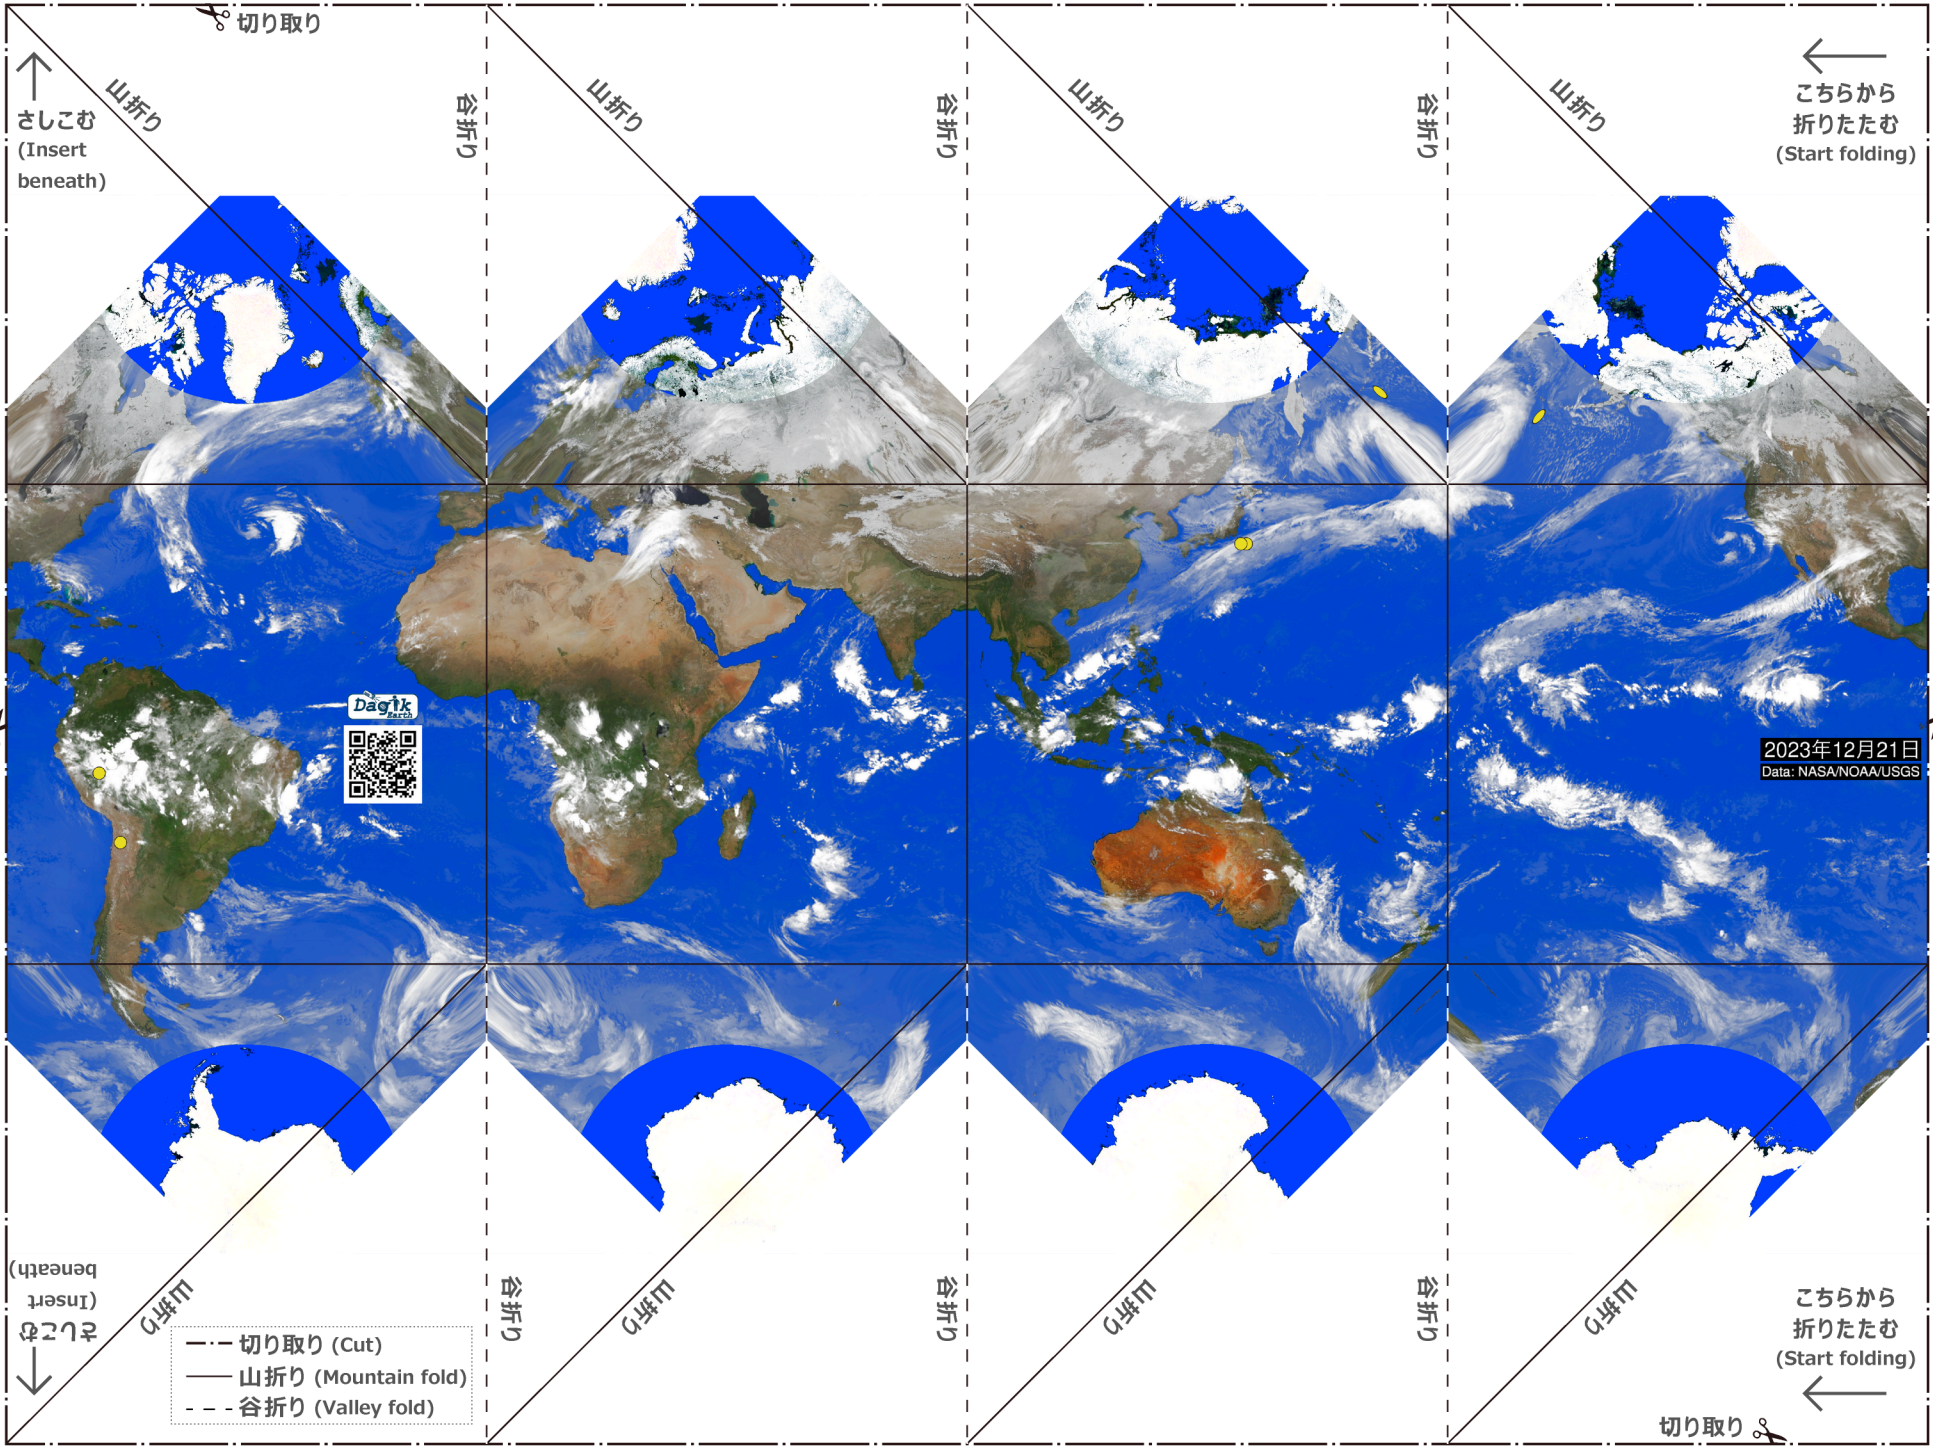 切り取り
さしこむ
(Insert
beneath)
山折り
谷折り
山折り
谷折り
山折り
谷折り
山折り
こちらから
折りたたむ
(Start folding)
Dagik
Earth
2023年12月21日
Data: NASA/NOAA/USGS
さしこむ
(Insert
beneath)
山折り
谷折り
山折り
谷折り
山折り
谷折り
山折り
こちらから
折りたたむ
(Start folding)
切り取り (Cut)
山折り (Mountain fold)
谷折り (Valley fold)
切り取り